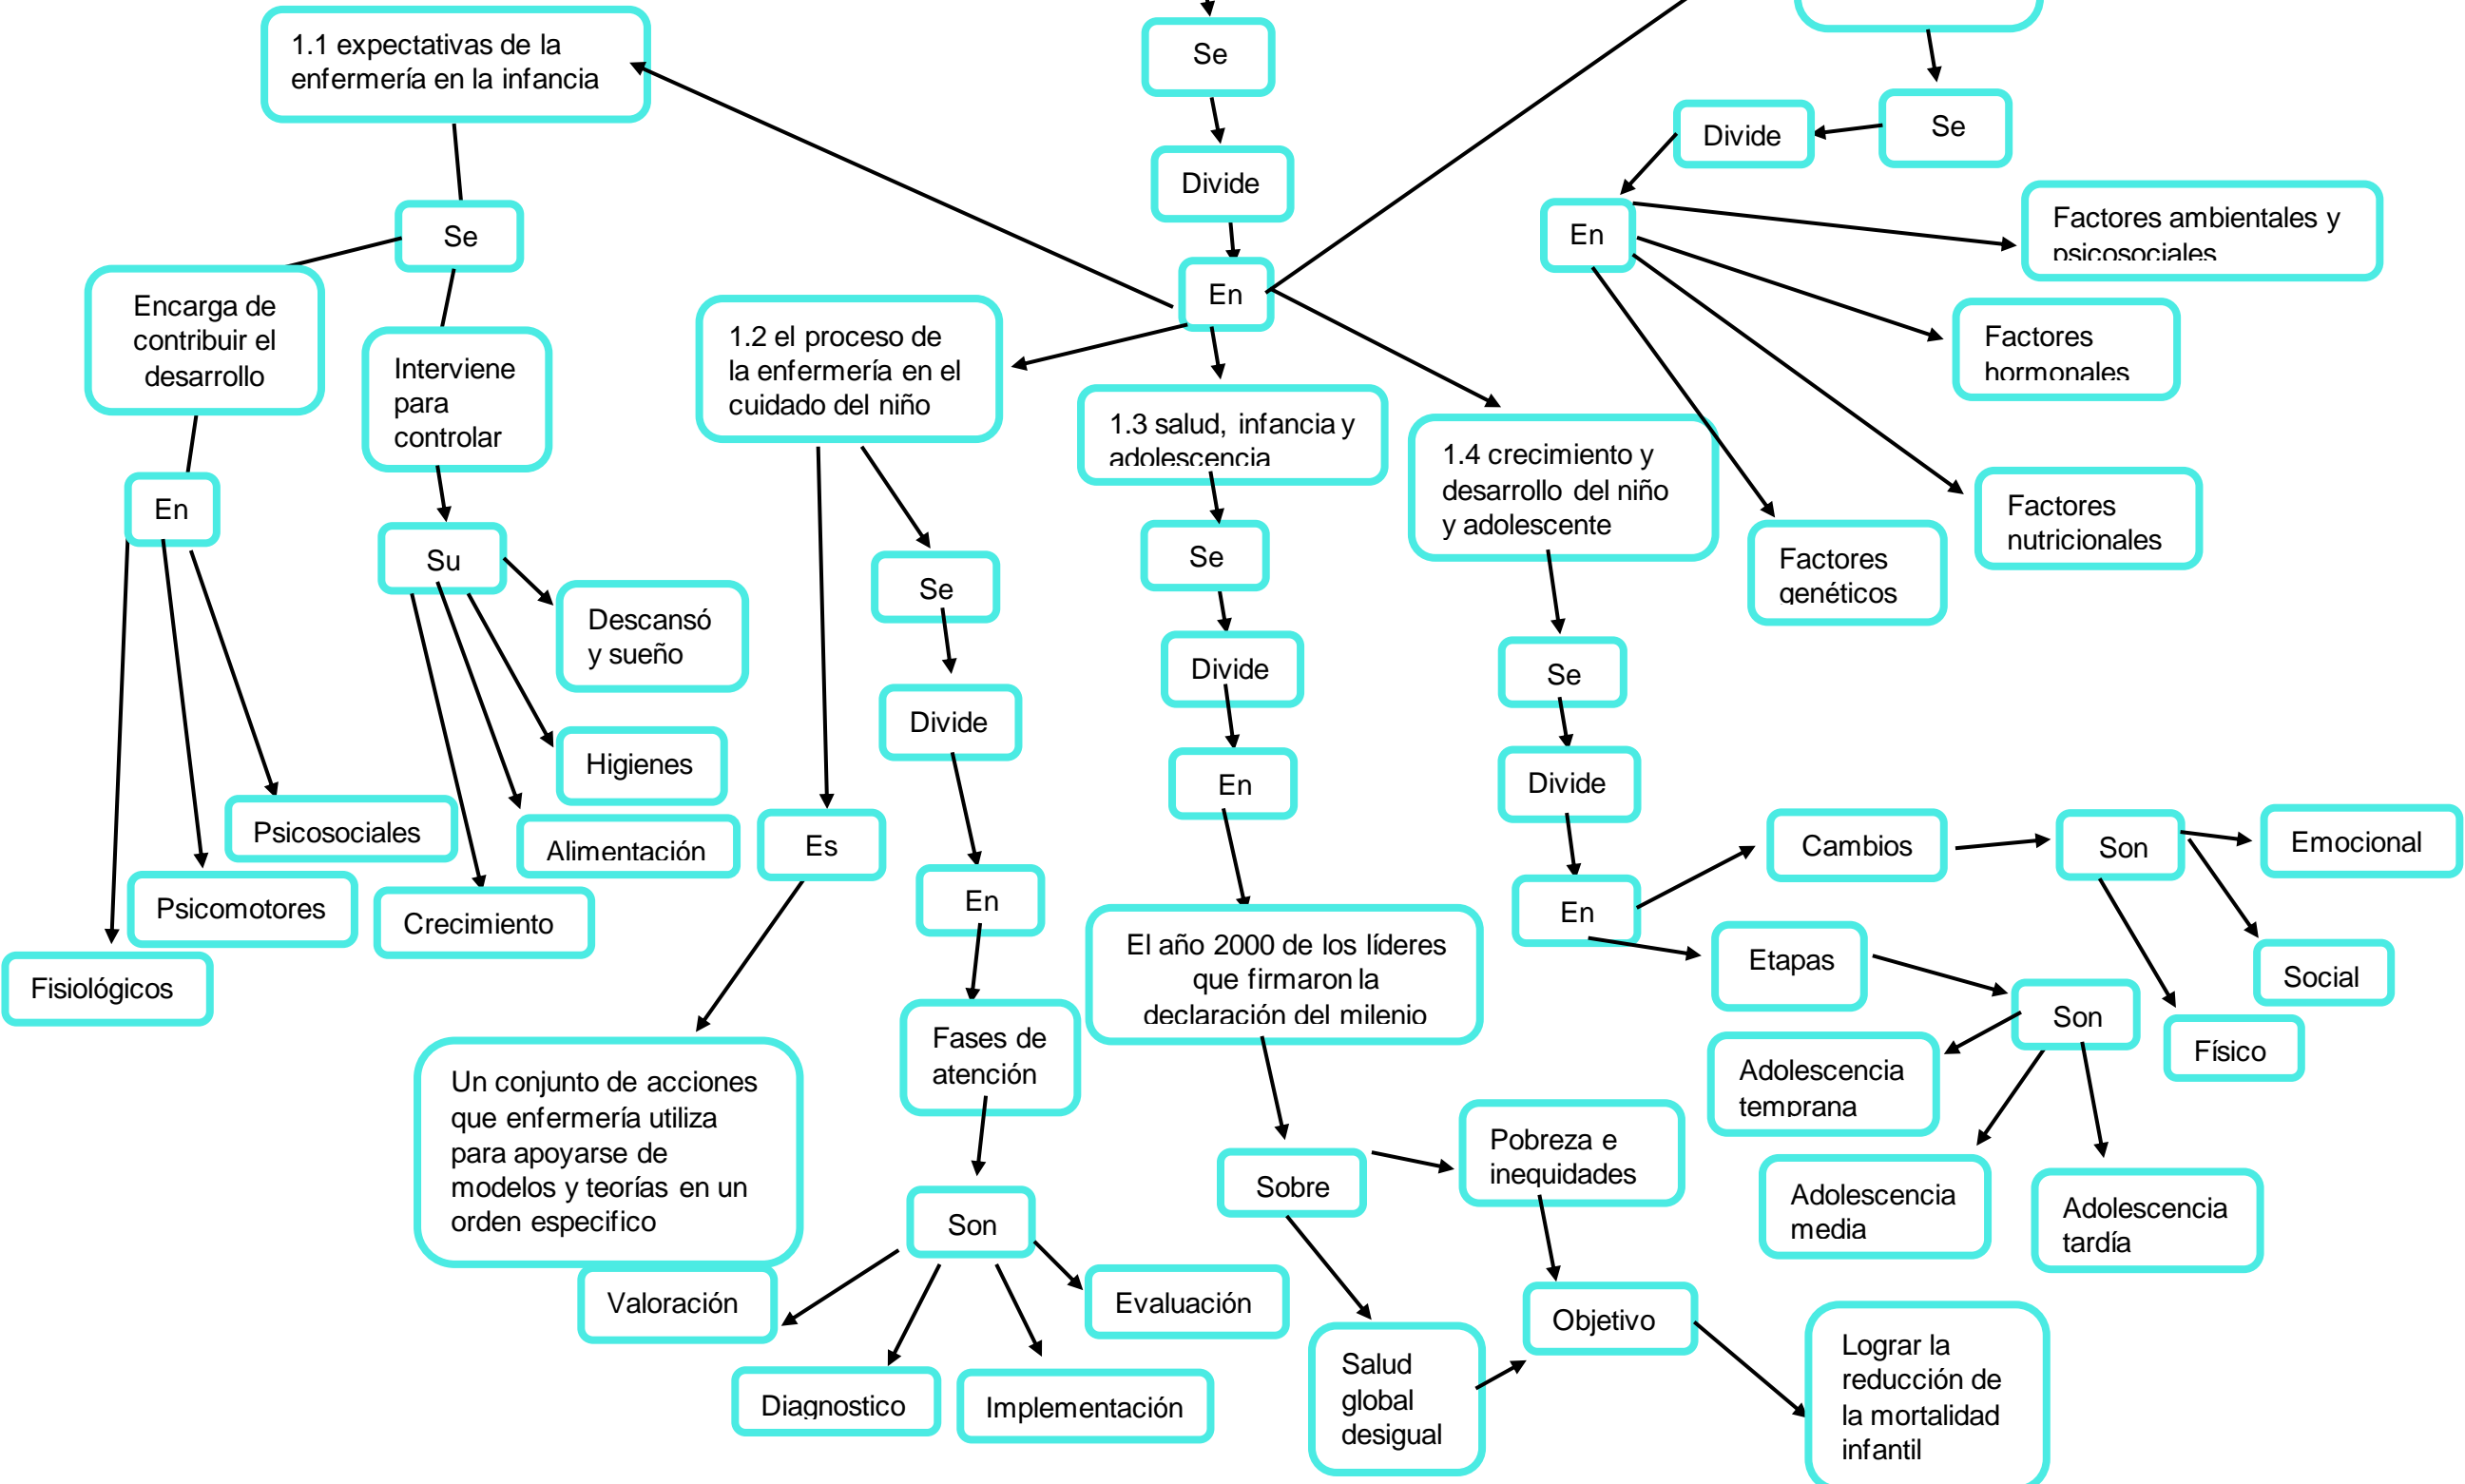 1.1 expectativas de la
enfermería en la infancia
Se
Divide
En
Se
Divide
En
Factores ambientales y
psicosociales
Factores
hormonales
Factores
nutricionales
Factores
genéticos
Se
Encarga de
contribuir el
desarrollo
En
Fisiológicos
Psicomotores
Psicosociales
Interviene
para
controlar
Su
Descansó
y sueño
Higienes
Alimentación
Crecimiento
1.2 el proceso de
la enfermería en el
cuidado del niño
Es
Un conjunto de acciones
que enfermería utiliza
para apoyarse de
modelos y teorías en un
orden especifico
Se
Divide
En
Fases de
atención
Son
Valoración
Diagnostico
Implementación
Evaluación
1.3 salud, infancia y
adolescencia
Se
Divide
En
El año 2000 de los líderes
que firmaron la
declaración del milenio
Sobre
Pobreza e
inequidades
Salud
global
desigual
Objetivo
Lograr la
reducción de
la mortalidad
infantil
1.4 crecimiento y
desarrollo del niño
y adolescente
Se
Divide
En
Cambios
Son
Emocional
Social
Físico
Etapas
Son
Adolescencia
temprana
Adolescencia
media
Adolescencia
tardía